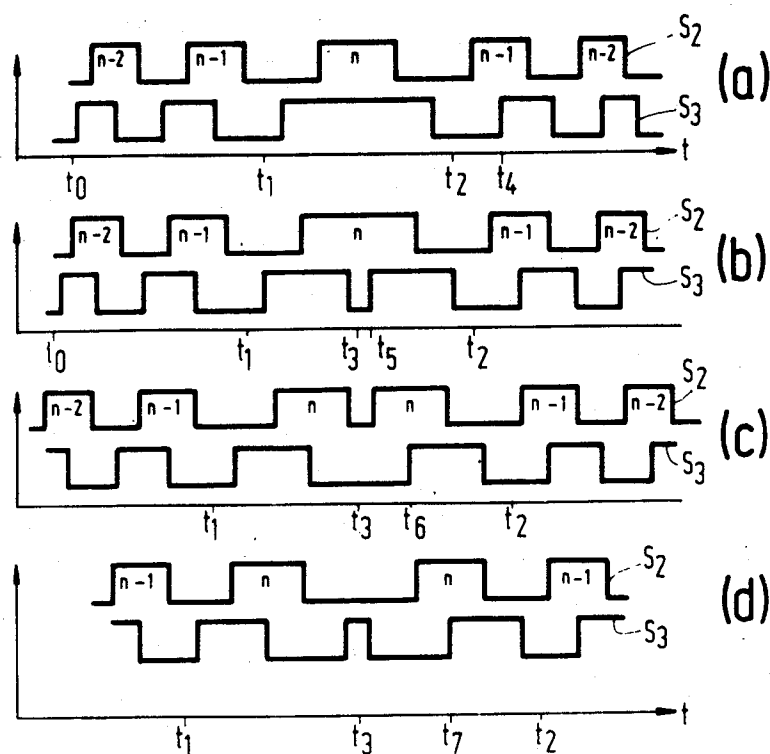 n-2 n-1 n n-1 n-2 S2 (a)
S3
t
t0 t1 t2 t4
n-2 n-1 n n-1 n-2 S2 (b)
S3
t0 t1 t3 t5 t2
n-2 n-1 n n n-1 n-2 S2 (c)
S3
t1 t3 t6 t2
n-1 n n n-1 S2 (d)
S3
t
t1 t3 t7 t2